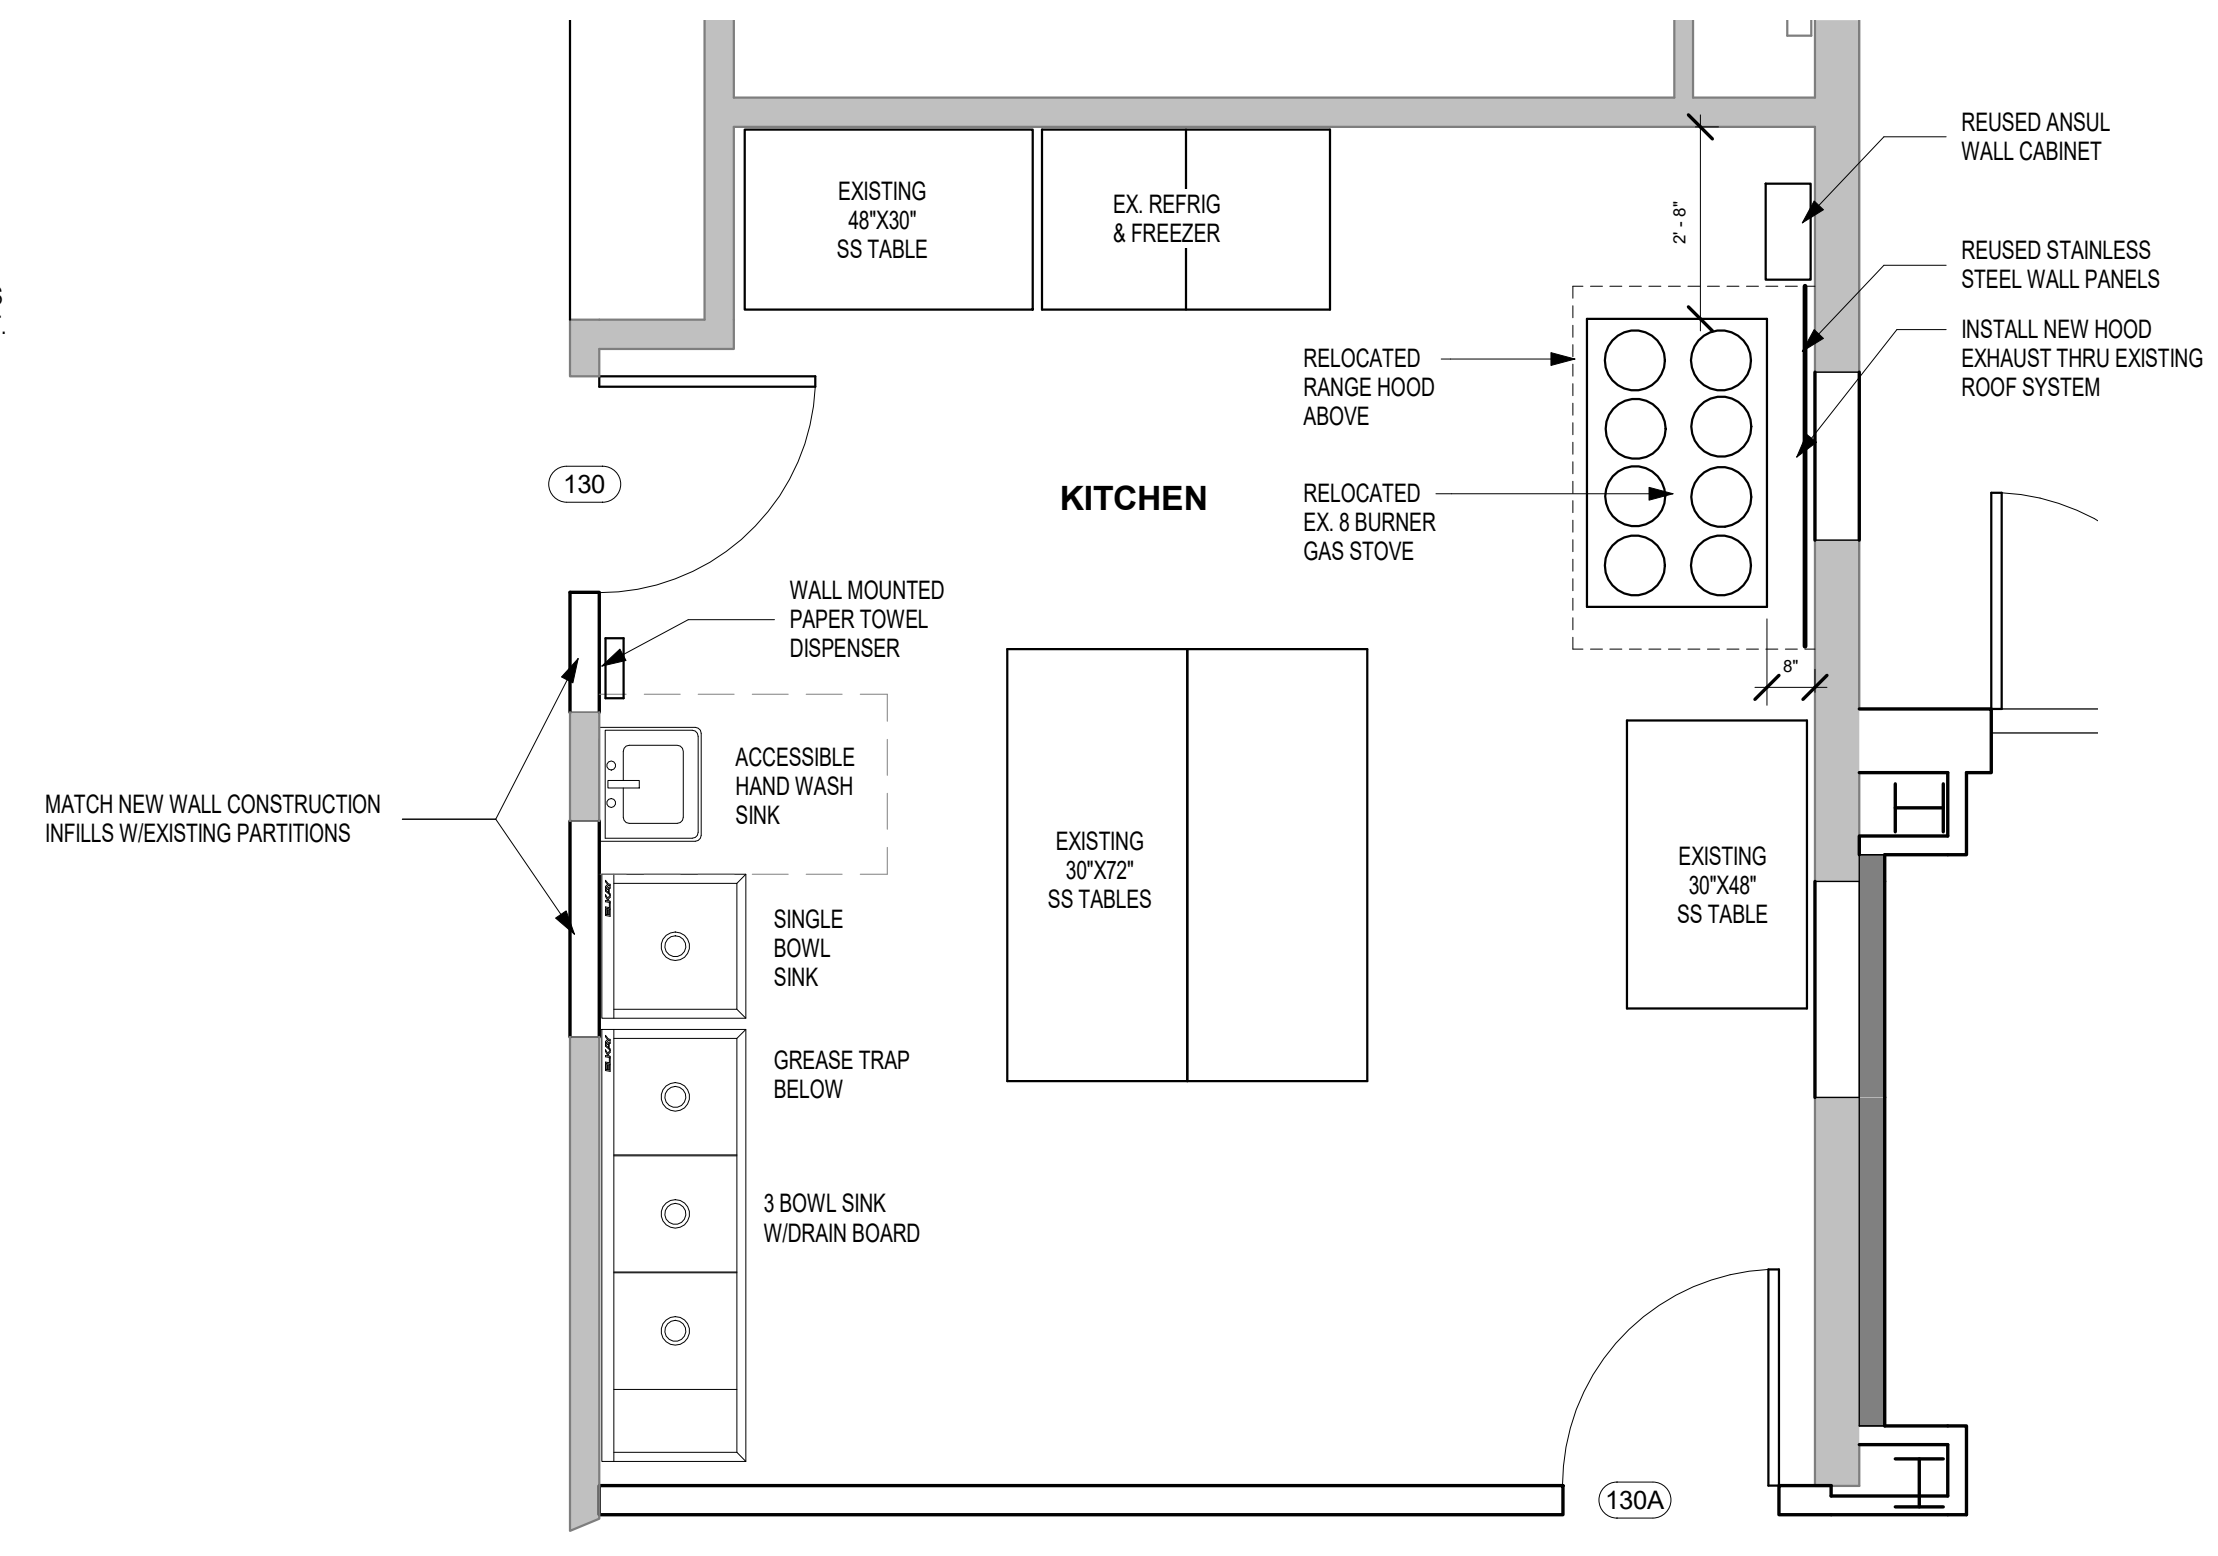 REUSED ANSUL
WALL CABINET
EXISTING
48"X30"
SS TABLE
EX. REFRIG
& FREEZER
2' - 8"
REUSED STAINLESS
STEEL WALL PANELS
INSTALL NEW HOOD
EXHAUST THRU EXISTING
ROOF SYSTEM
RELOCATED
RANGE HOOD
ABOVE
130
KITCHEN
RELOCATED
EX. 8 BURNER
GAS STOVE
WALL MOUNTED
PAPER TOWEL
DISPENSER
8"
ACCESSIBLE
HAND WASH
SINK
MATCH NEW WALL CONSTRUCTION
INFILLS W/EXISTING PARTITIONS
EXISTING
30"X72"
SS TABLES
EXISTING
30"X48"
SS TABLE
ELKAY
SINGLE
BOWL
SINK
ELKAY
GREASE TRAP
BELOW
3 BOWL SINK
W/DRAIN BOARD
130A